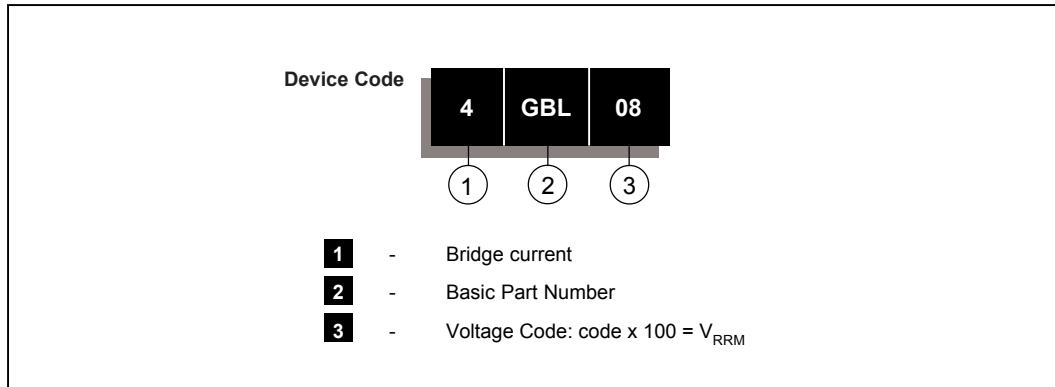 Device Code
4 GBL 08
1 2 3
1 - Bridge current
2 - Basic Part Number
3 - Voltage Code: code x 100 = VRRM